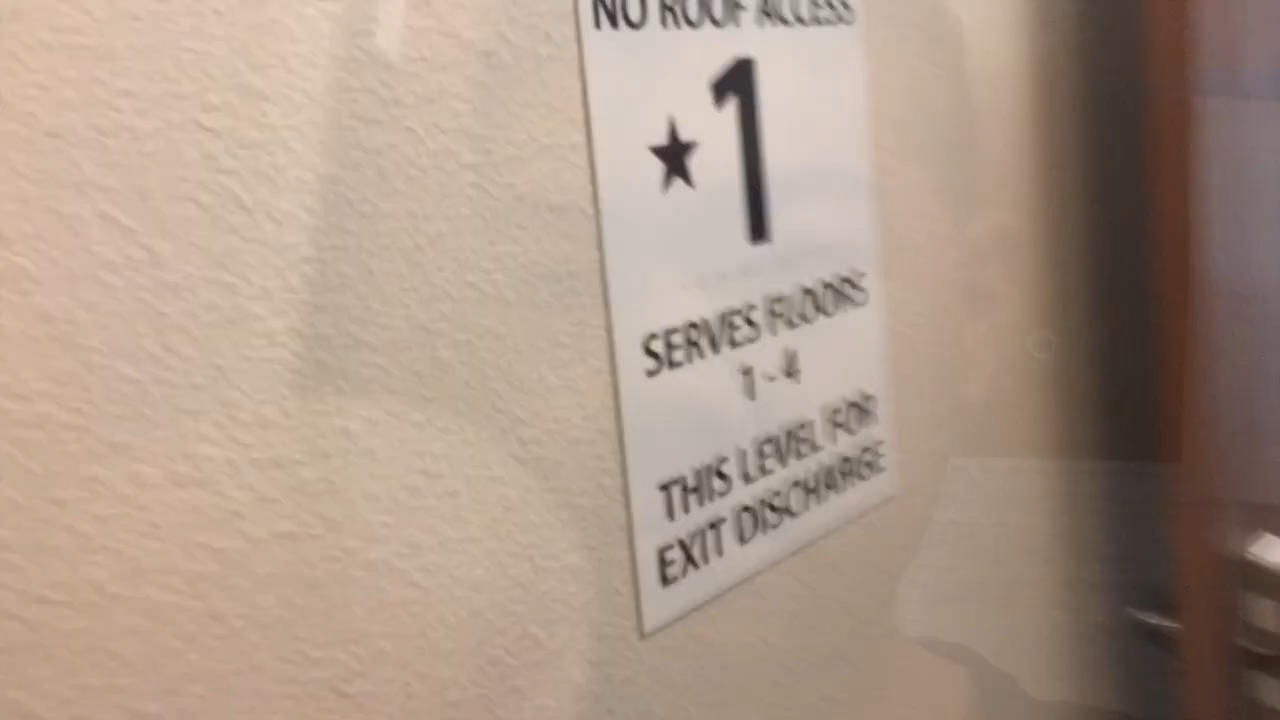 NO ROOF ACCESS
★1
SERVES FLOORS
1 - 4
THIS LEVEL FOR
EXIT DISCHARGE